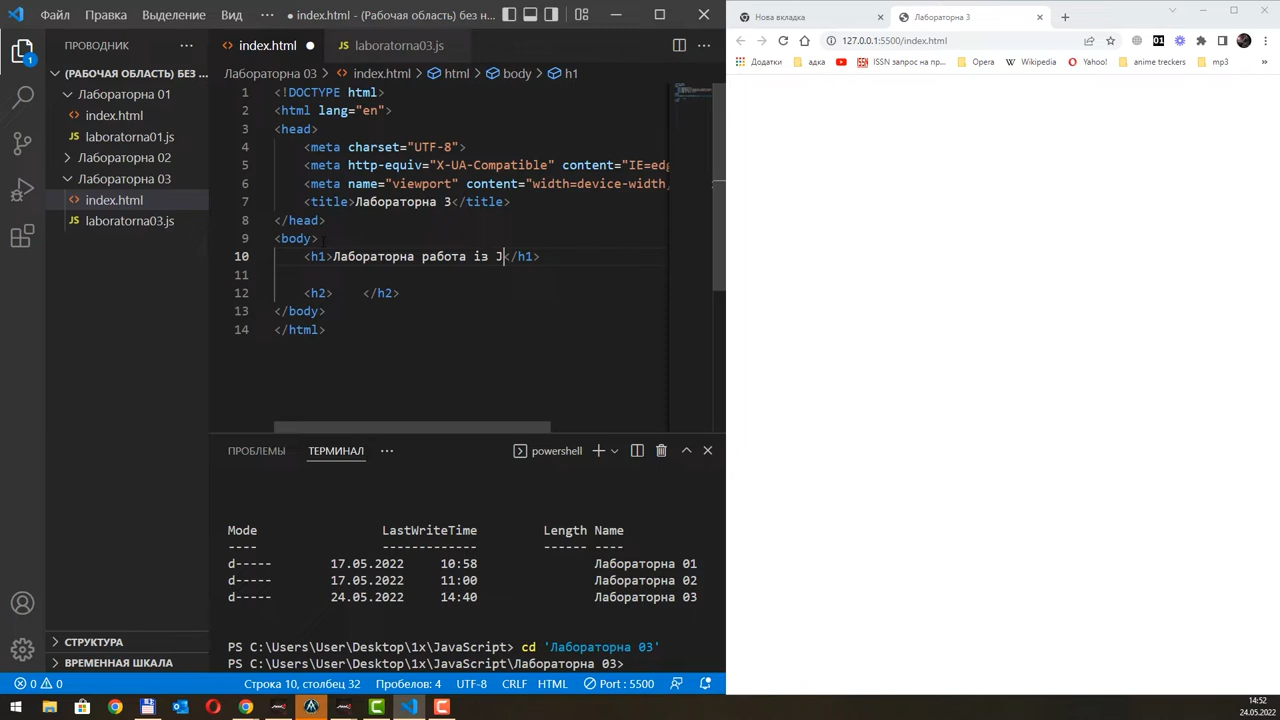 Файл Правка Выделение Вид ··· ● index.html - (Рабочая область) без н...
ПРОВОДНИК ···
(РАБОЧАЯ ОБЛАСТЬ) БЕЗ ...
Лабораторна 01
index.html
JS laboratorna01.js
Лабораторна 02
Лабораторна 03
index.html
JS laboratorna03.js
СТРУКТУРА
ВРЕМЕННАЯ ШКАЛА
1
index.html ● JS laboratorna03.js ···
Лабораторна 03 > index.html > html > body > h1
1 <!DOCTYPE html>
2 <html lang="en">
3 <head>
4 <meta charset="UTF-8">
5 <meta http-equiv="X-UA-Compatible" content="IE=edg
6 <meta name="viewport" content="width=device-width,
7 <title>Лабораторна 3</title>
8 </head>
9 <body>
10 <h1>Лабораторна работа із J</h1>
11
12 <h2> </h2>
13 </body>
14 </html>
ПРОБЛЕМЫ ТЕРМИНАЛ ··· powershell
Mode LastWriteTime Length Name
---- ------------- ------ ----
d----- 17.05.2022 10:58 Лабораторна 01
d----- 17.05.2022 11:00 Лабораторна 02
d----- 24.05.2022 14:40 Лабораторна 03
PS C:\Users\User\Desktop\1x\JavaScript> cd 'Лабораторна 03'
PS C:\Users\User\Desktop\1x\JavaScript\Лабораторна 03>
0 0 Строка 10, столбец 32 Пробелов: 4 UTF-8 CRLF HTML Port : 5500
Нова вкладка Лабораторна 3
127.0.0.1:5500/index.html
01
Додатки адка ISSN запрос на пр... Opera Wikipedia Yahoo! anime treckers mp3 »
14:52
24.05.2022